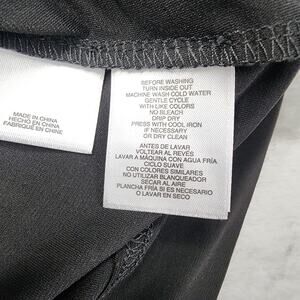 MADE IN CHINA
HECHO EN CHINA
FABRIQUÉ EN CHINE
BEFORE WASHING
TURN INSIDE OUT
MACHINE WASH COLD WATER
GENTLE CYCLE
WITH LIKE COLORS
NO BLEACH
DRIP DRY
PRESS WITH COOL IRON
IF NECESSARY
OR DRY CLEAN
ANTES DE LAVAR
VOLTEAR AL REVÉS
LAVAR A MÁQUINA CON AGUA FRÍA
CICLO SUAVE
CON COLORES SIMILARES
NO UTILIZAR BLANQUEADOR
SECAR AL AIRE
PLANCHA FRÍA SI ES NECESARIO
O LAVAR EN SECO